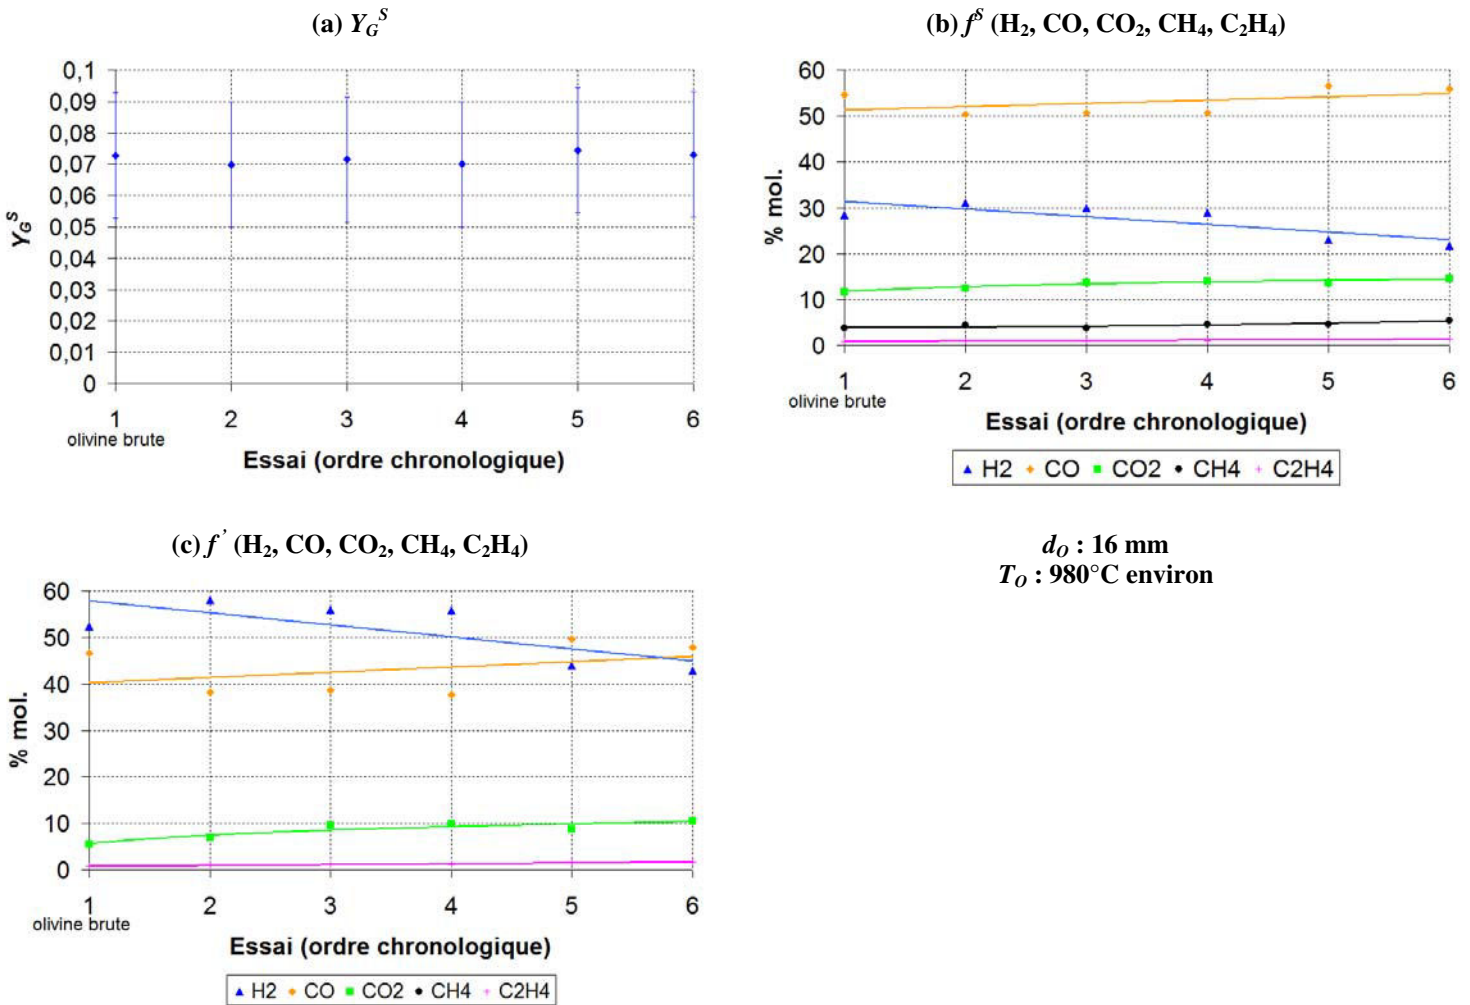 (a) Y_G^S
0,1
0,09
0,08
0,07
0,06
0,05
0,04
0,03
0,02
0,01
0
Y_G^S
1 2 3 4 5 6
olivine brute
Essai (ordre chronologique)
(b) f^S (H₂, CO, CO₂, CH₄, C₂H₄)
60
50
40
30
20
10
0
% mol.
1 2 3 4 5 6
olivine brute
Essai (ordre chronologique)
H2 CO CO2 CH4 C2H4
(c) f’ (H₂, CO, CO₂, CH₄, C₂H₄)
60
50
40
30
20
10
0
% mol.
1 2 3 4 5 6
olivine brute
Essai (ordre chronologique)
H2 CO CO2 CH4 C2H4
d_O : 16 mm
T_O : 980°C environ